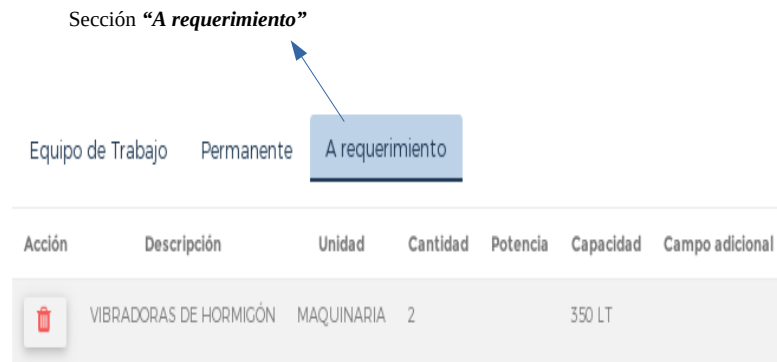 Sección “A requerimiento”
Equipo de Trabajo Permanente A requerimiento
Acción Descripción Unidad Cantidad Potencia Capacidad Campo adicional
VIBRADORAS DE HORMIGÓN MAQUINARIA 2 350 LT